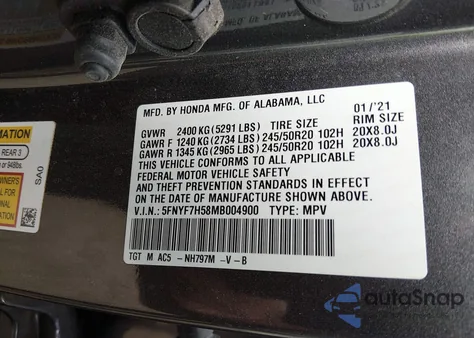 MFD. BY HONDA MFG. OF ALABAMA, LLC 01/'21
GVWR 2400 KG (5291 LBS) TIRE SIZE RIM SIZE
GAWR F 1240 KG (2734 LBS) 245/50R20 102H 20X8.0J
GAWR R 1345 KG (2965 LBS) 245/50R20 102H 20X8.0J
THIS VEHICLE CONFORMS TO ALL APPLICABLE
FEDERAL MOTOR VEHICLE SAFETY
AND THEFT PREVENTION STANDARDS IN EFFECT
ON THE DATE OF MANUFACTURE SHOWN ABOVE.
V.I.N.: 5FNYF7H58MB004900 TYPE: MPV
TGT M AC5 -NH797M -V -B
REAR 3
SA0
autoSnap